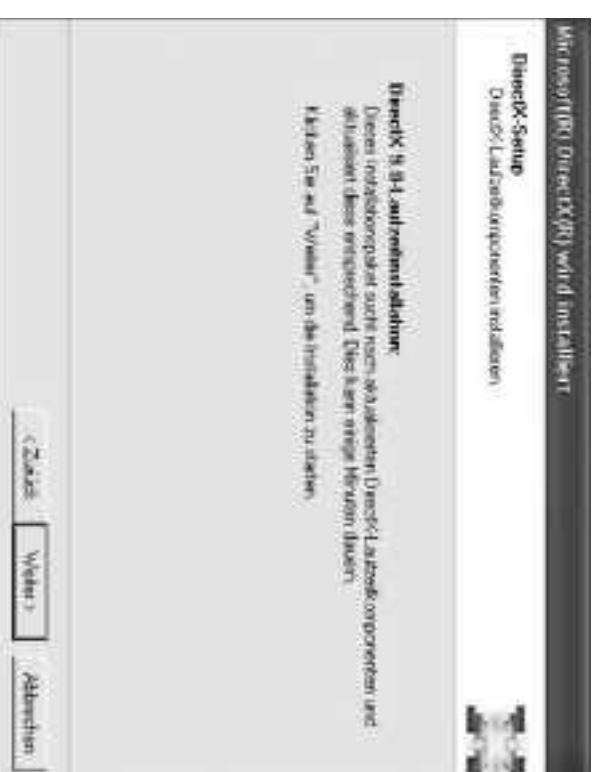 Microsoft(R) DirectX(R) wird installiert
DirectX-Setup
DirectX-Laufzeitkomponenten installieren
DirectX 9.0-Laufzeitinstallation:
Dieses Installationspaket sucht nach aktualisierten DirectX-Laufzeitkomponenten und
aktualisiert diese entsprechend. Dies kann einige Minuten dauern.
Klicken Sie auf "Weiter", um die Installation zu starten.
< Zurück
Weiter >
Abbrechen